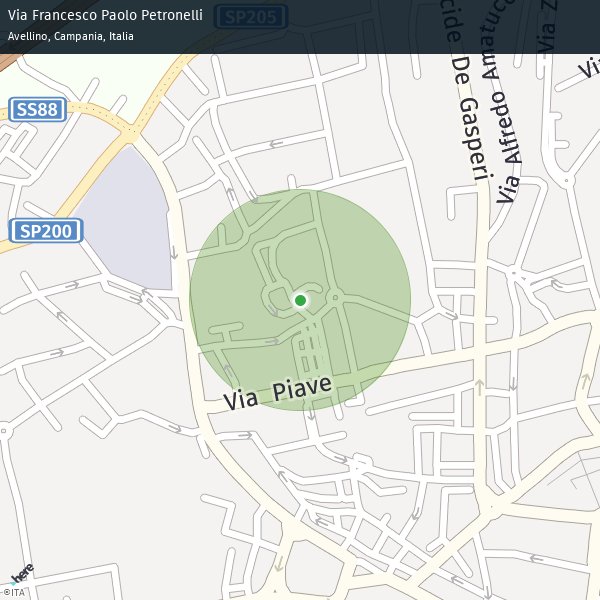 Via Francesco Paolo Petronelli
Avellino, Campania, Italia
SP205
SS88
SP200
cide De Gasperi
Via Alfredo Amatuc
Via Z
Via
Via Piave
here
©ITA